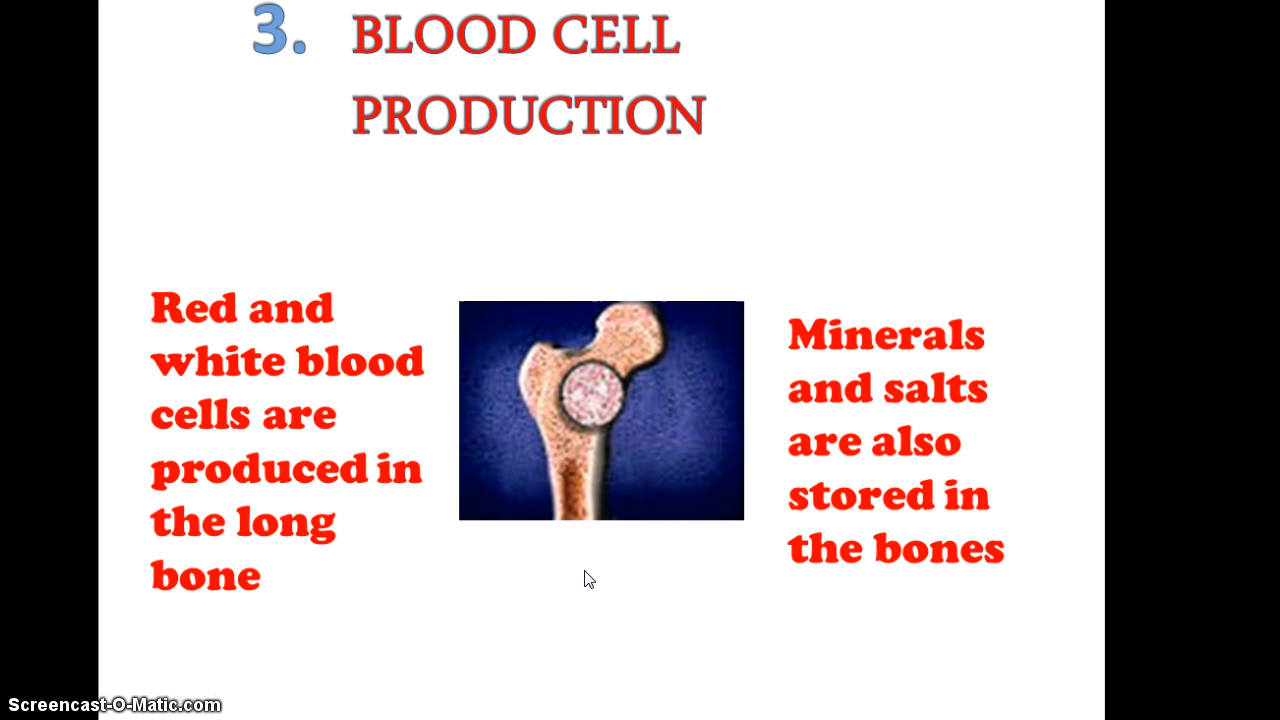 3. BLOOD CELL
PRODUCTION
Red and
white blood
cells are
produced in
the long
bone
Minerals
and salts
are also
stored in
the bones
Screencast-O-Matic.com